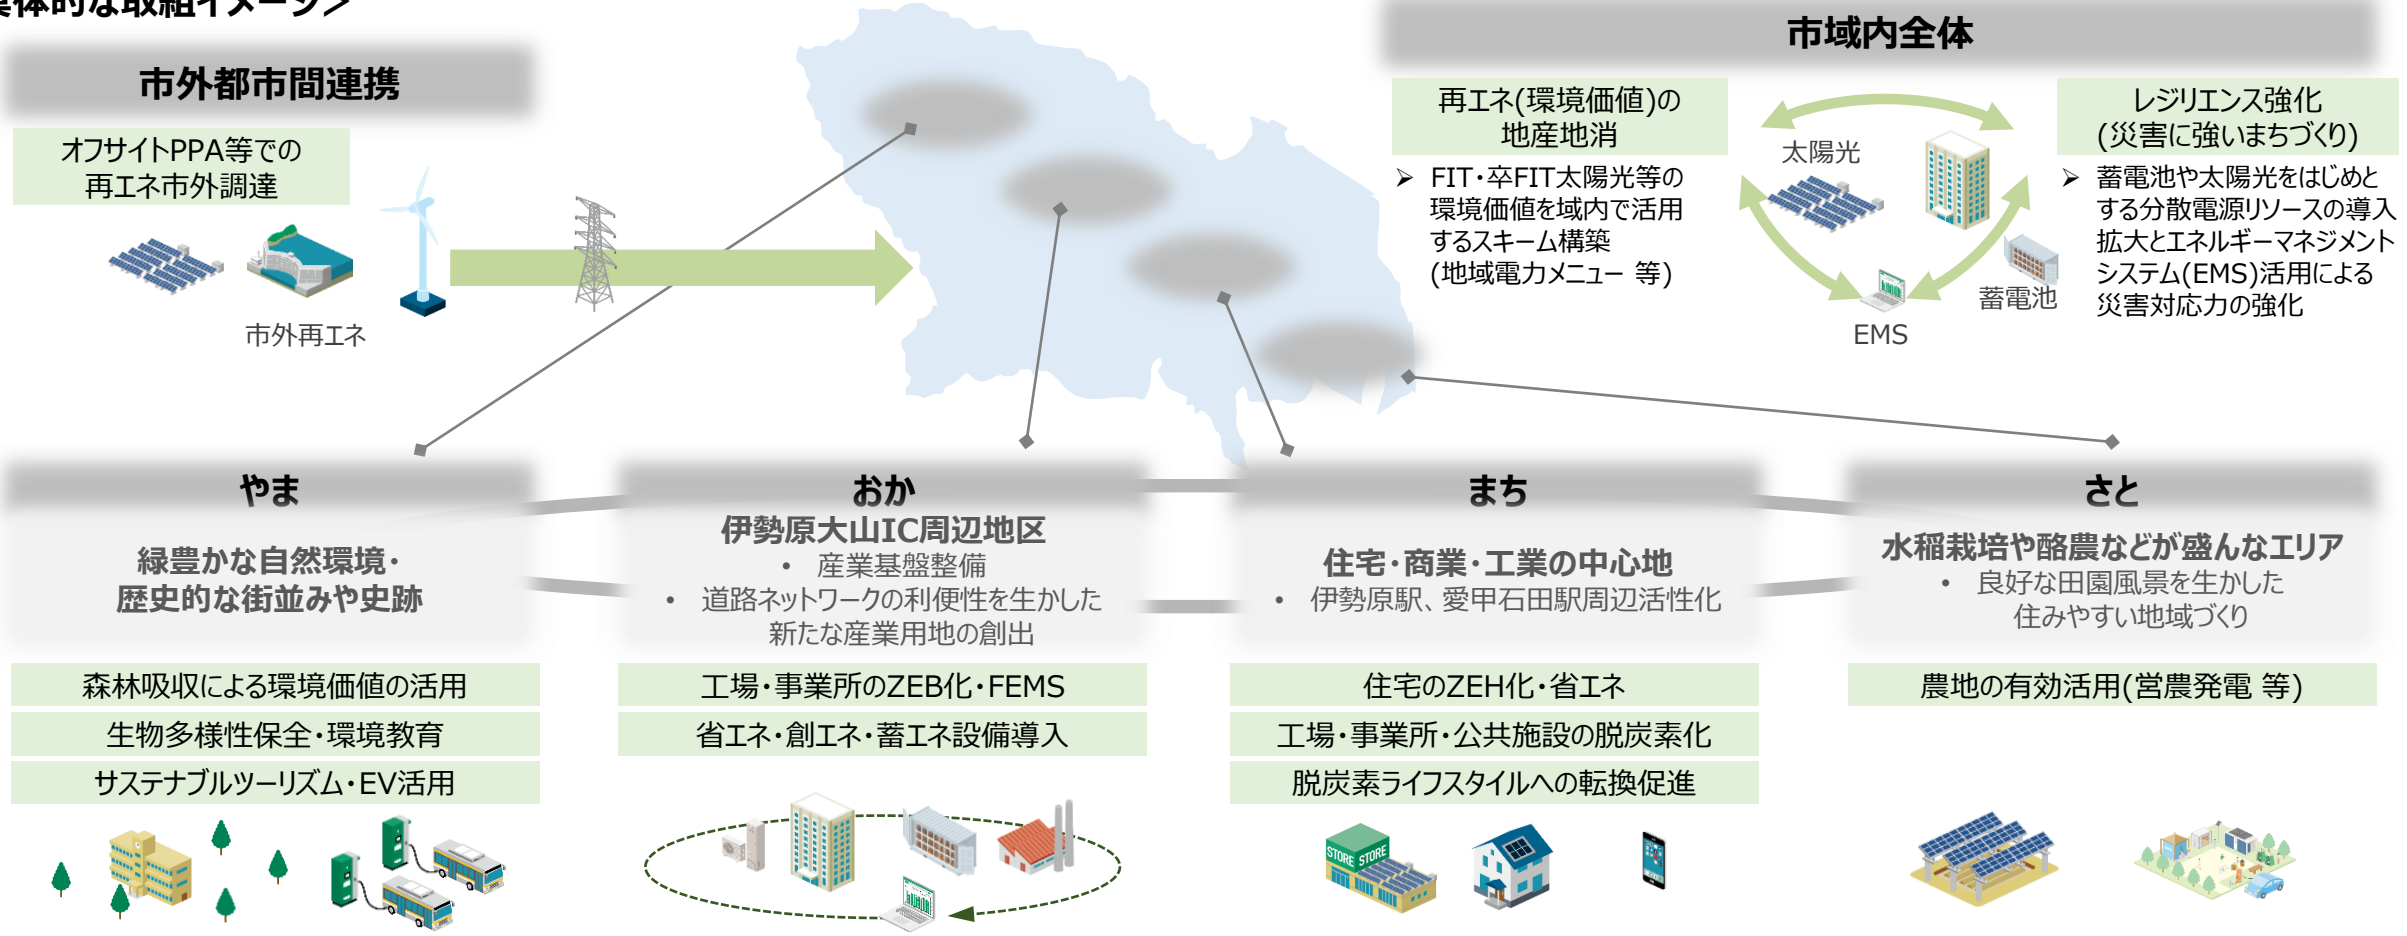 具体的な取組イメージ＞
市外都市間連携
オフサイトPPA等での
再エネ市外調達
市外再エネ
市域内全体
再エネ(環境価値)の
地産地消
➢ FIT・卒FIT太陽光等の
環境価値を域内で活用
するスキーム構築
(地域電力メニュー 等)
太陽光
EMS
蓄電池
レジリエンス強化
(災害に強いまちづくり)
➢ 蓄電池や太陽光をはじめと
する分散電源リソースの導入
拡大とエネルギーマネジメント
システム(EMS)活用による
災害対応力の強化
やま
緑豊かな自然環境・
歴史的な街並みや史跡
森林吸収による環境価値の活用
生物多様性保全・環境教育
サステナブルツーリズム・EV活用
おか
伊勢原大山IC周辺地区
• 産業基盤整備
• 道路ネットワークの利便性を生かした
新たな産業用地の創出
工場・事業所のZEB化・FEMS
省エネ・創エネ・蓄エネ設備導入
まち
住宅・商業・工業の中心地
• 伊勢原駅、愛甲石田駅周辺活性化
住宅のZEH化・省エネ
工場・事業所・公共施設の脱炭素化
脱炭素ライフスタイルへの転換促進
STORE STORE
さと
水稲栽培や酪農などが盛んなエリア
• 良好な田園風景を生かした
住みやすい地域づくり
農地の有効活用(営農発電 等)